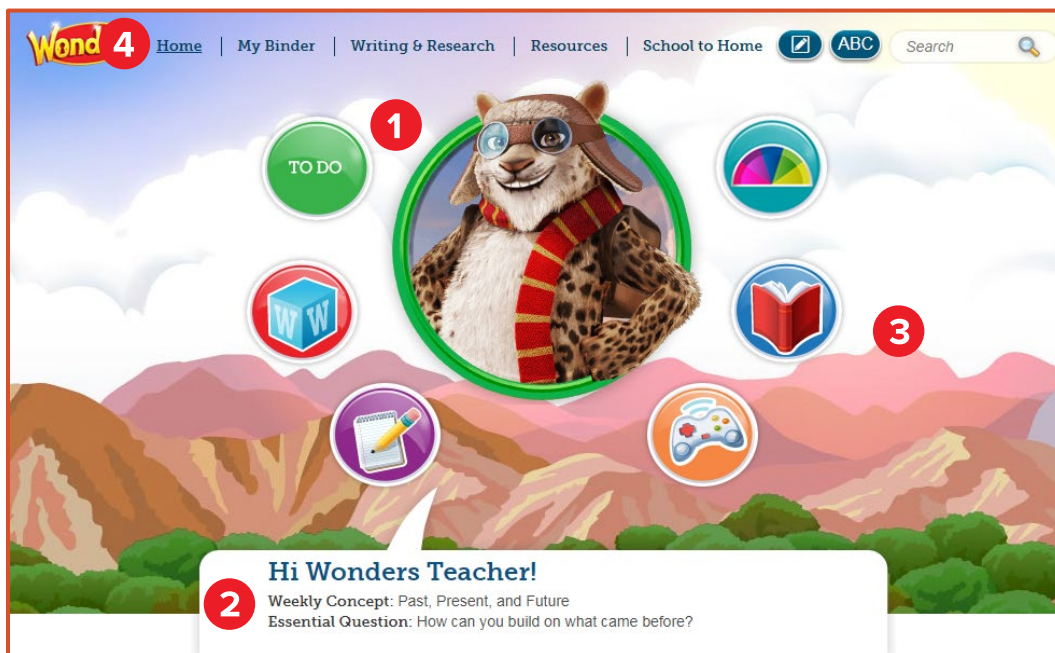 Wond 4 Home | My Binder | Writing & Research | Resources | School to Home ABC Search
1
TO DO
W W
3
Hi Wonders Teacher!
2 Weekly Concept: Past, Present, and Future
Essential Question: How can you build on what came before?